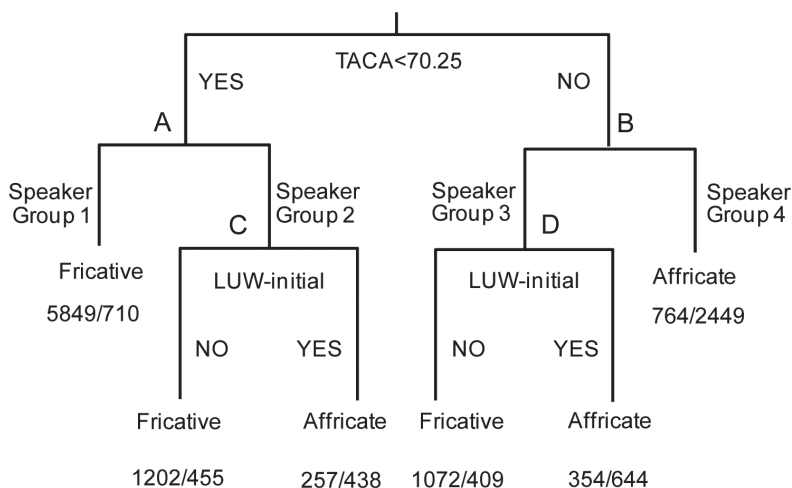 TACA<70.25
YES
NO
A
B
Speaker
Group 1
Speaker
Group 2
Speaker
Group 3
Speaker
Group 4
C
D
Fricative
5849/710
LUW-initial
LUW-initial
Affricate
764/2449
NO
YES
NO
YES
Fricative
Affricate
Fricative
Affricate
1202/455
257/438
1072/409
354/644